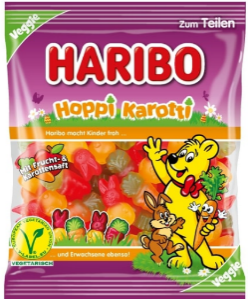 Veggie
Zum Teilen
HARIBO
Hoppi Karotti
Haribo macht Kinder froh ...
Mit Frucht- &
Karottensaft
V
VEGETARISCH
... und Erwachsene ebenso!
Veggie